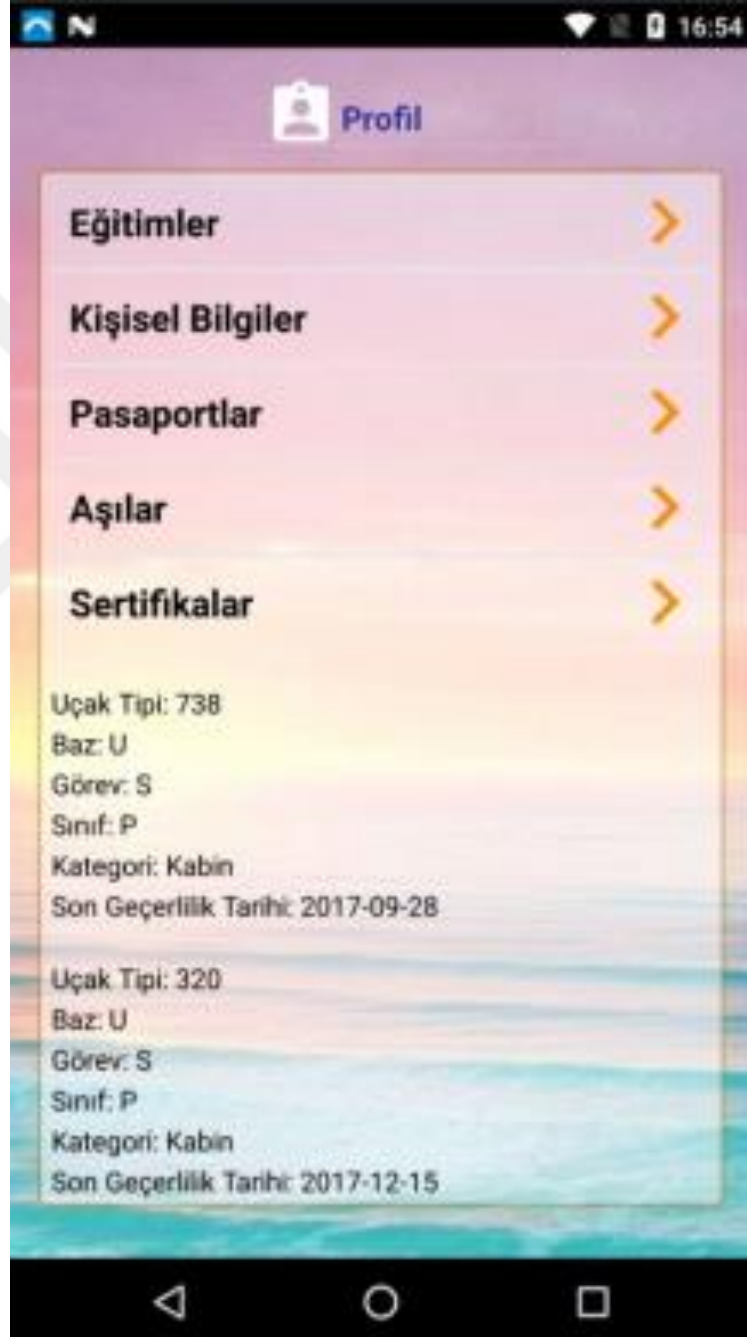 16:54
Profil
Eğitimler
Kişisel Bilgiler
Pasaportlar
Aşılar
Sertifikalar
Uçak Tipi: 738
Baz: U
Görev: S
Sınıf: P
Kategori: Kabin
Son Geçerlilik Tarihi: 2017-09-28
Uçak Tipi: 320
Baz: U
Görev: S
Sınıf: P
Kategori: Kabin
Son Geçerlilik Tarihi: 2017-12-15